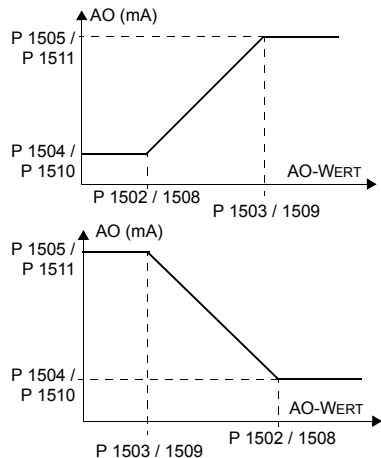 AO (mA)
P 1505 /
P 1511
P 1504 /
P 1510
AO-WERT
P 1502 / 1508
P 1503 / 1509
AO (mA)
P 1505 /
P 1511
P 1504 /
P 1510
AO-WERT
P 1503 / 1509
P 1502 / 1508